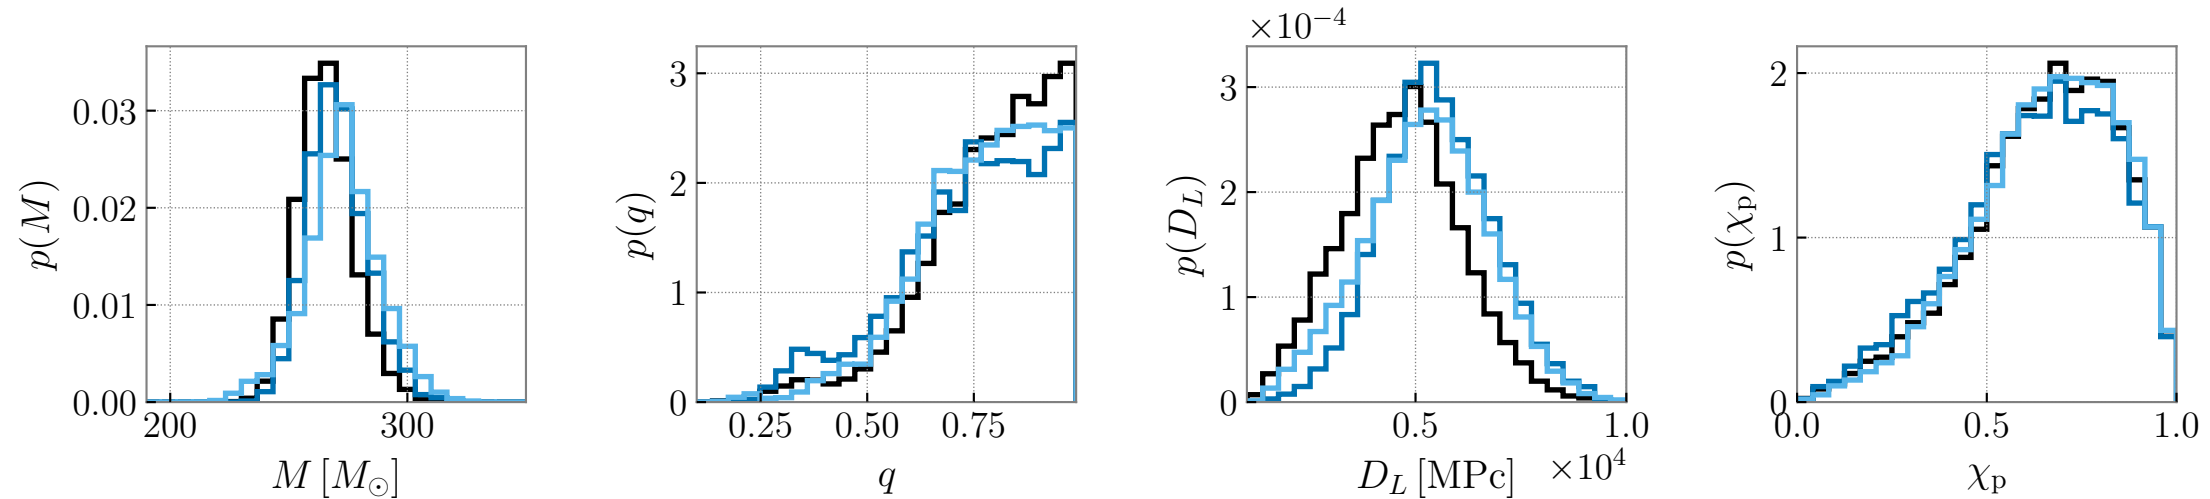 p(M)
0.03
0.02
0.01
0.00
200 300
M [M⊙]
p(q)
3
2
1
0
0.25 0.50 0.75
q
×10⁻⁴
p(D_L)
3
2
1
0
0.5 1.0
D_L [MPc] ×10⁴
p(χ_p)
2
1
0
0.0 0.5 1.0
χ_p